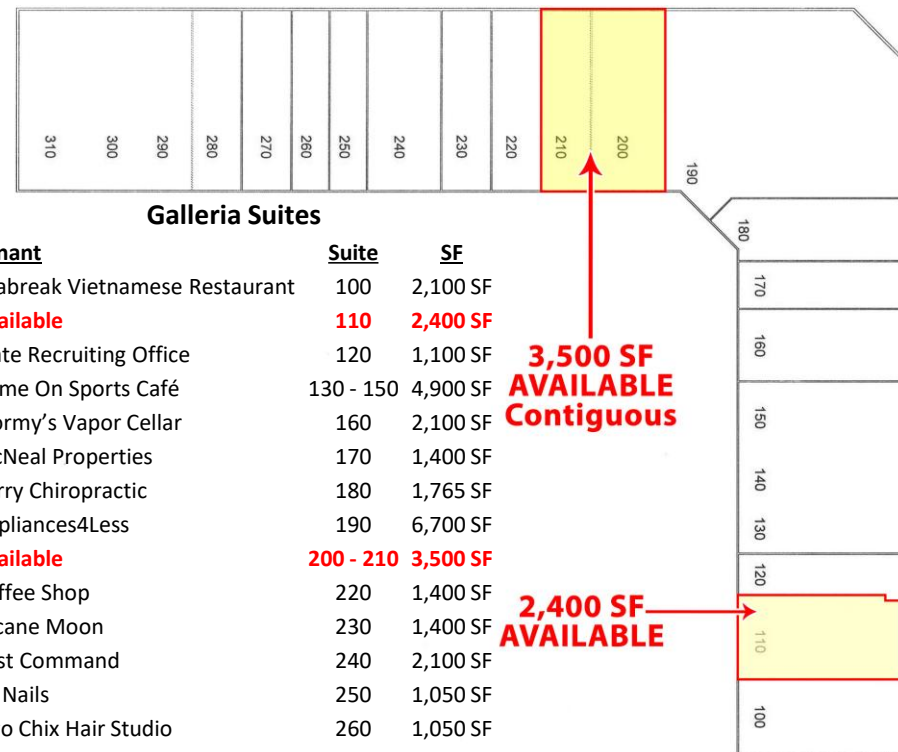 310 300 290 280 270 260 250 240 230 220 210 200
190
180
170
160
150
140
130
120
110
100
Galleria Suites
nant Suite SF
abreak Vietnamese Restaurant 100 2,100 SF
ailable 110 2,400 SF
ate Recruiting Office 120 1,100 SF
me On Sports Café 130 - 150 4,900 SF
ormy’s Vapor Cellar 160 2,100 SF
cNeal Properties 170 1,400 SF
rry Chiropractic 180 1,765 SF
pliances4Less 190 6,700 SF
ailable 200 - 210 3,500 SF
ffee Shop 220 1,400 SF
cane Moon 230 1,400 SF
st Command 240 2,100 SF
Nails 250 1,050 SF
o Chix Hair Studio 260 1,050 SF
3,500 SF
AVAILABLE
Contiguous
2,400 SF
AVAILABLE